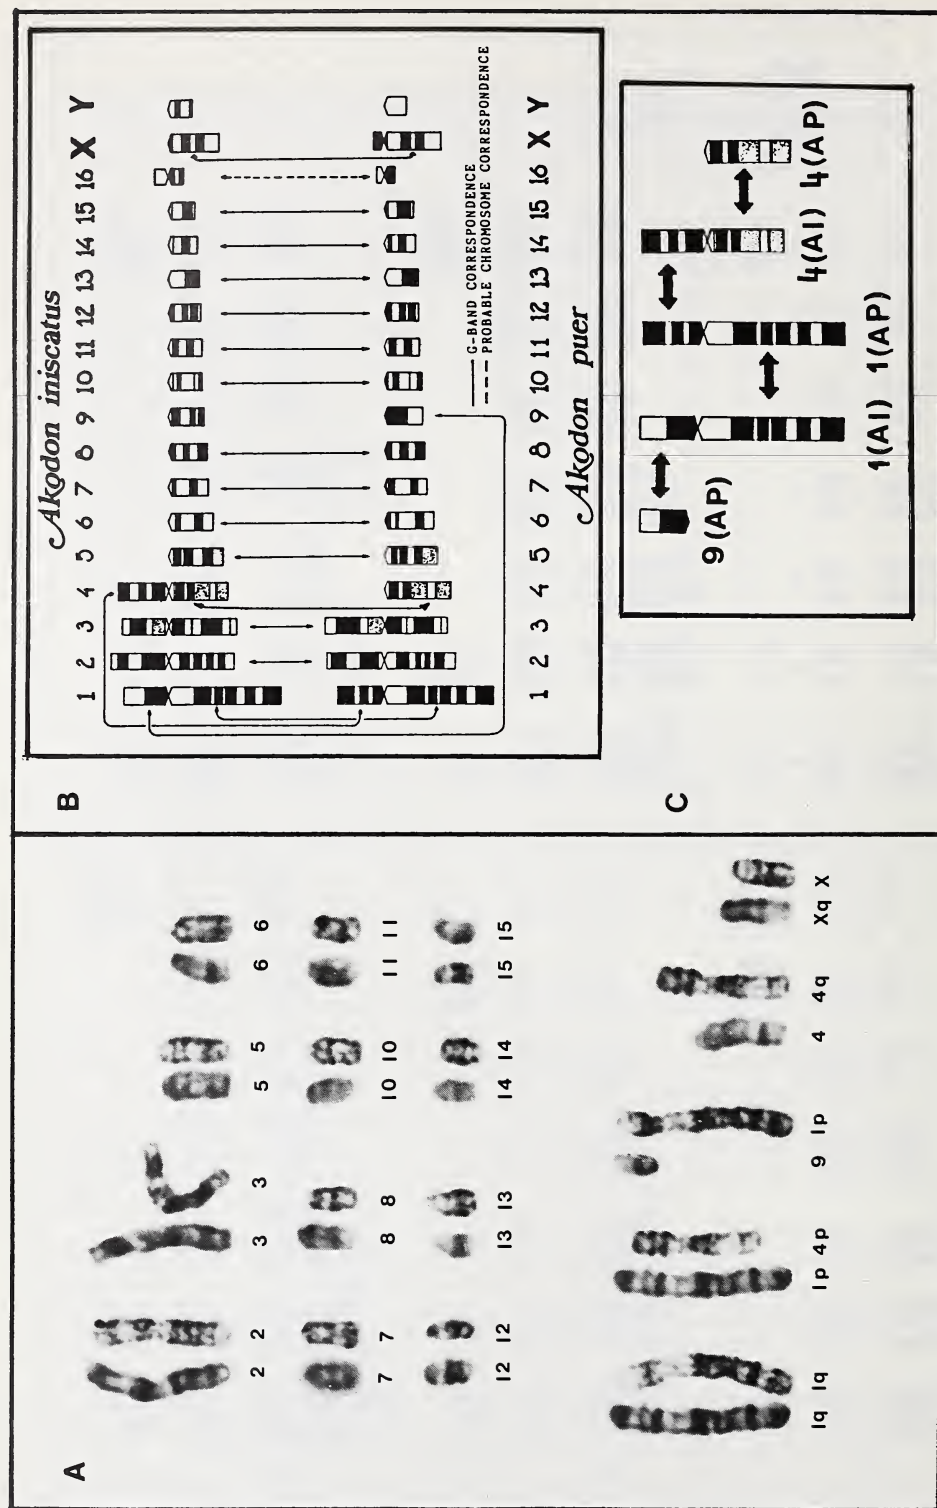 A
2 2 3 3 5 5 6 6
7 7 8 8 10 10 11 11
12 12 13 13 14 14 15 15
1q 1q 1p 4p 9 1p 4 4q Xq X
B
Akodon iniscatus
1 2 3 4 5 6 7 8 9 10 11 12 13 14 15 16 X Y
G-BAND CORRESPONDENCE
PROBABLE CHROMOSOME CORRESPONDENCE
1 2 3 4 5 6 7 8 9 10 11 12 13 14 15 16 X Y
Akodon puer
C
9(AP)
1(AI) 1(AP)
4(AI) 4(AP)